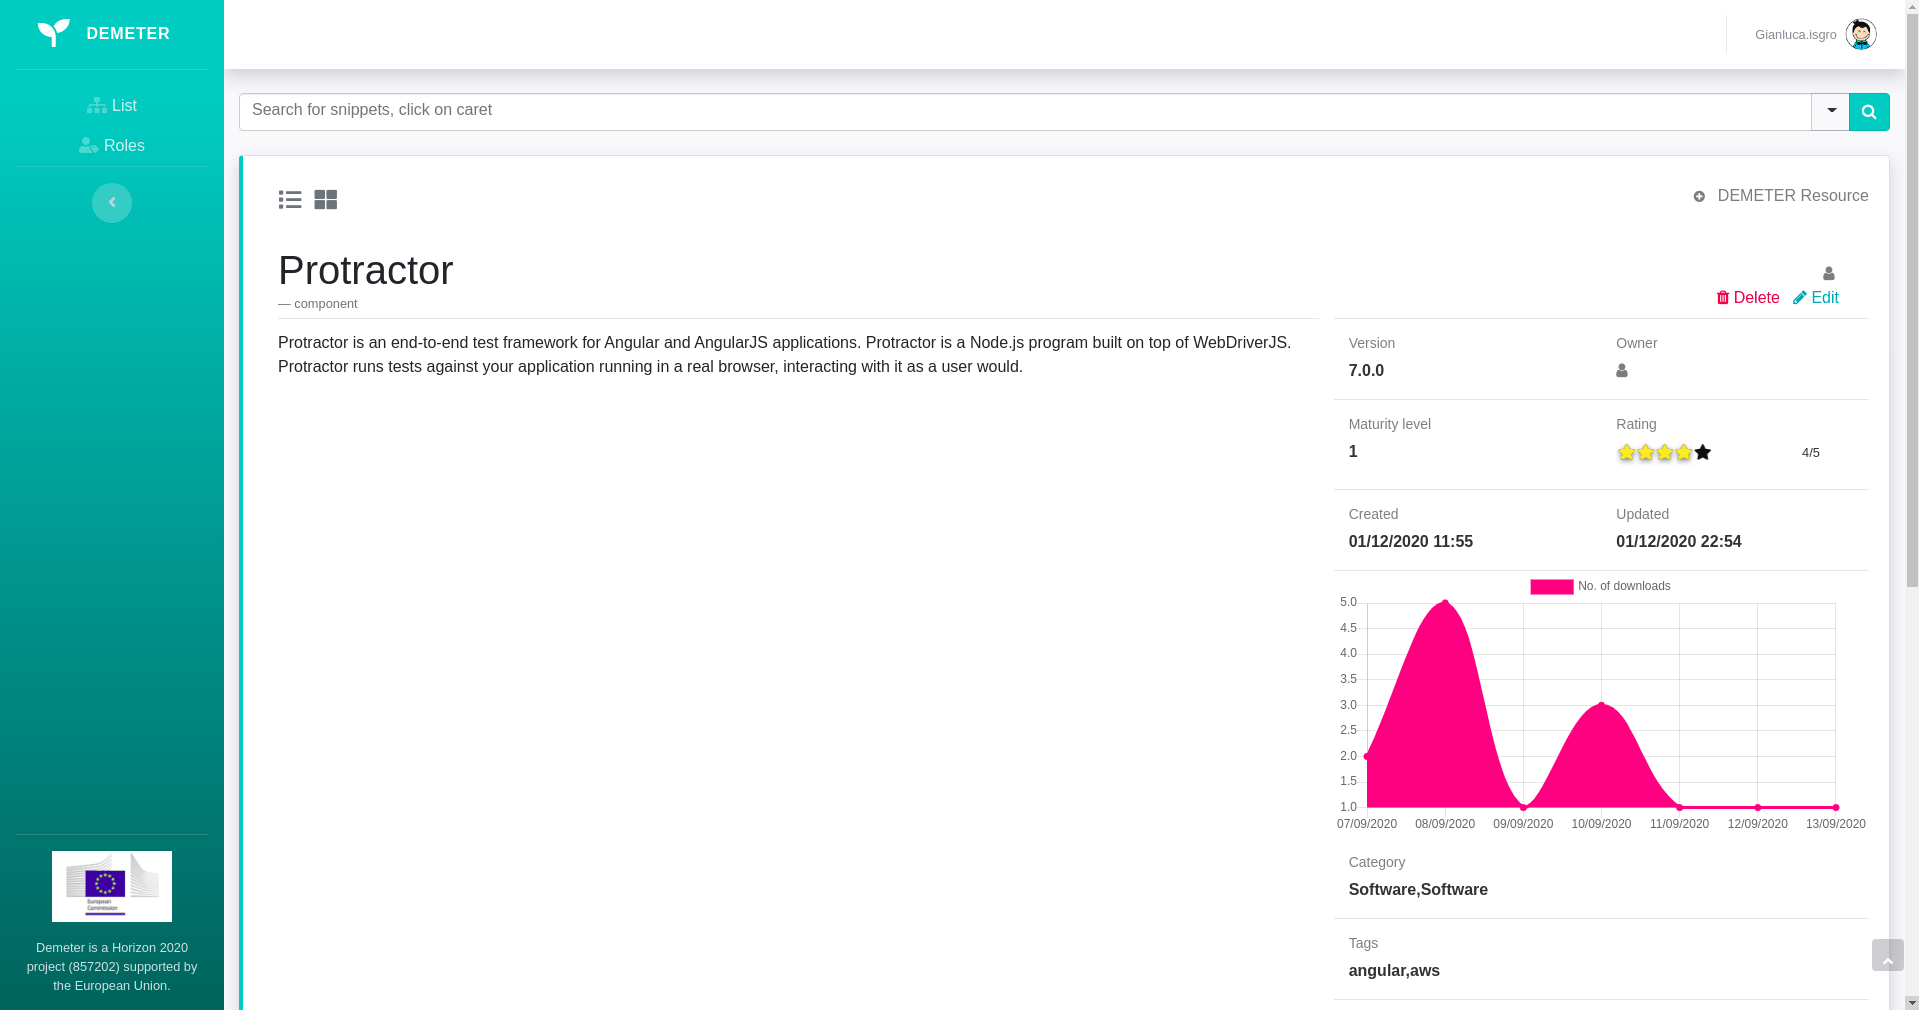 DEMETER
Gianluca.isgro
List
Roles
Search for snippets, click on caret
DEMETER Resource
Protractor
— component
Delete Edit
Protractor is an end-to-end test framework for Angular and AngularJS applications. Protractor is a Node.js program built on top of WebDriverJS.
Protractor runs tests against your application running in a real browser, interacting with it as a user would.
Version Owner
7.0.0
Maturity level Rating
1 4/5
Created Updated
01/12/2020 11:55 01/12/2020 22:54
No. of downloads
5.0
4.5
4.0
3.5
3.0
2.5
2.0
1.5
1.0
07/09/2020 08/09/2020 09/09/2020 10/09/2020 11/09/2020 12/09/2020 13/09/2020
Category
Software,Software
Tags
angular,aws
European
Commission
Demeter is a Horizon 2020
project (857202) supported by
the European Union.